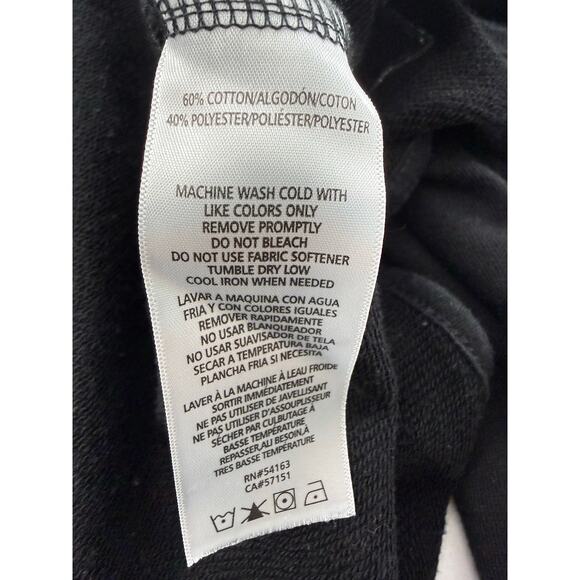 60% COTTON/ALGODÓN/COTON
40% POLYESTER/POLIÉSTER/POLYESTER
MACHINE WASH COLD WITH
LIKE COLORS ONLY
REMOVE PROMPTLY
DO NOT BLEACH
DO NOT USE FABRIC SOFTENER
TUMBLE DRY LOW
COOL IRON WHEN NEEDED
LAVAR A MAQUINA CON AGUA
FRIA Y CON COLORES IGUALES
REMOVER RAPIDAMENTE
NO USAR BLANQUEADOR
NO USAR SUAVISADOR DE TELA
SECAR A TEMPERATURA BAJA
PLANCHA FRIA SI NECESITA
LAVER À LA MACHINE À LEAU FROIDE
SORTIR IMMÉDIATEMENT
NE PAS UTILISER DE JAVELLISANT
NE PAS UTILISER D'ASSOUPLISSEUR
SÉCHER PAR CULBUTAGE À
BASSE TEMPÉRATURE
REPASSER,ALI BESOIN,À
TRES BASSE TEMPÉRATURE
RN#54163
CA#57151